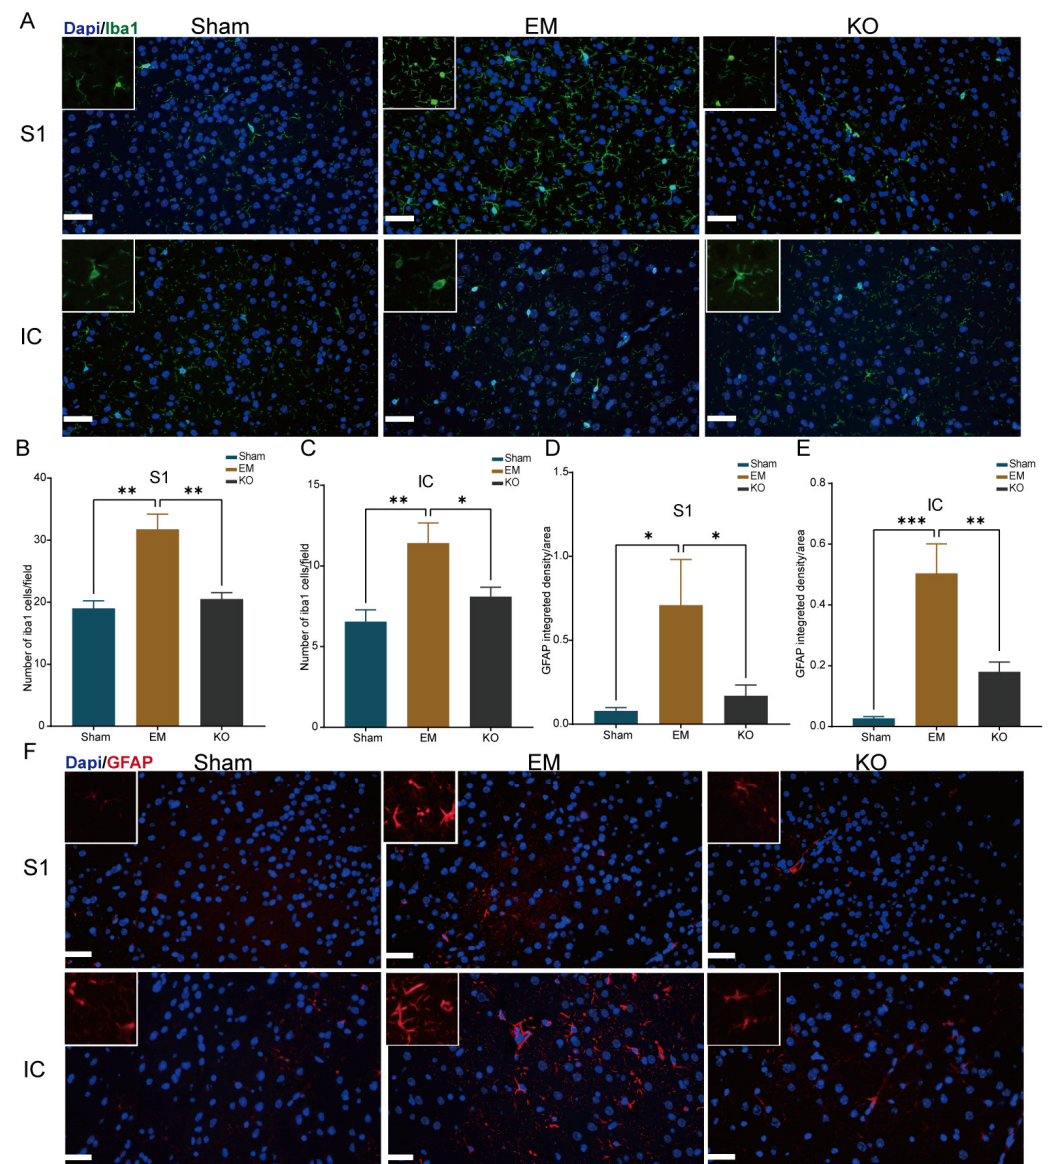 A
Dapi/Iba1
Sham
EM
KO
S1
IC
B
S1
Sham
EM
KO
Number of iba1 cells/field
40
30
20
10
0
**
**
Sham
EM
KO
C
IC
Sham
EM
KO
Number of iba1 cells/field
15
10
5
0
**
*
Sham
EM
KO
D
S1
Sham
EM
KO
GFAP integreted density/area
1.5
1.0
0.5
0.0
*
*
Sham
EM
KO
E
IC
Sham
EM
KO
GFAP integreted density/area
0.8
0.6
0.4
0.2
0.0
***
**
Sham
EM
KO
F
Dapi/GFAP
Sham
EM
KO
S1
IC